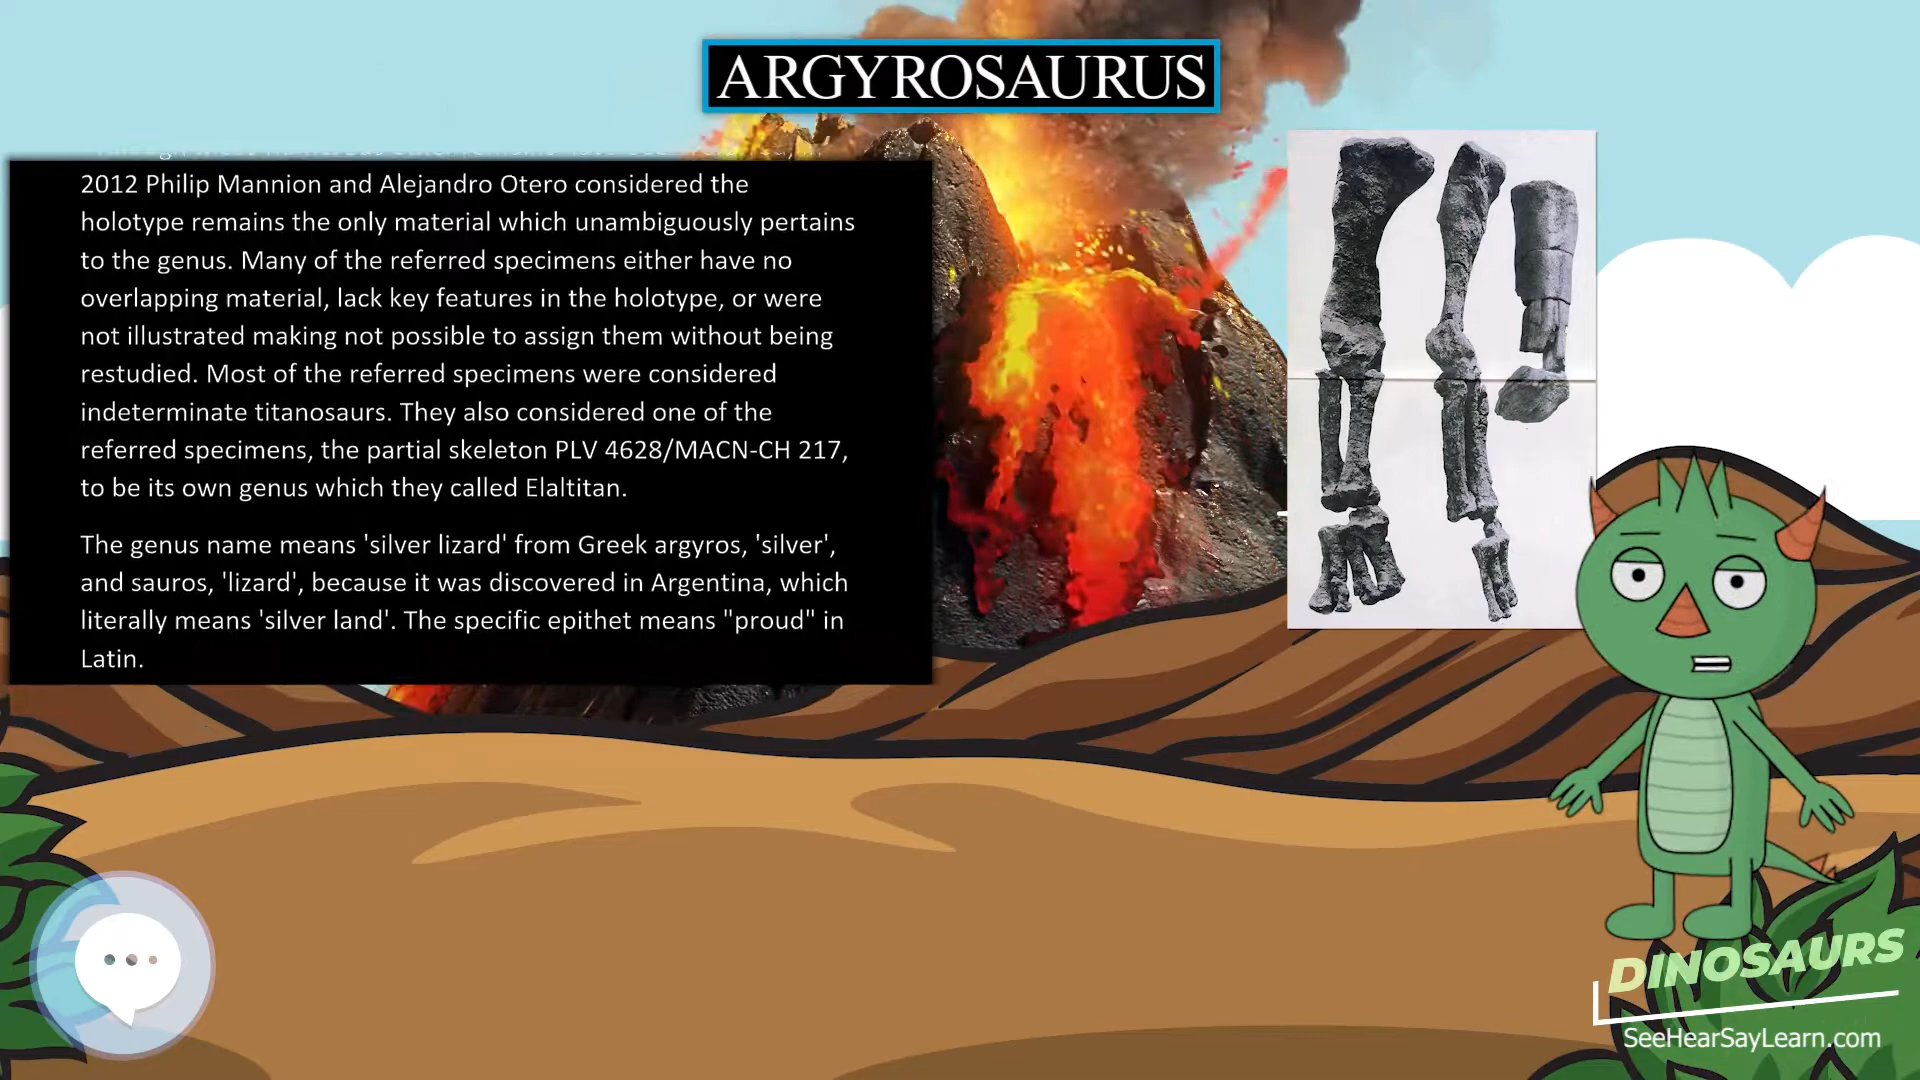 ARGYROSAURUS
2012 Philip Mannion and Alejandro Otero considered the
holotype remains the only material which unambiguously pertains
to the genus. Many of the referred specimens either have no
overlapping material, lack key features in the holotype, or were
not illustrated making not possible to assign them without being
restudied. Most of the referred specimens were considered
indeterminate titanosaurs. They also considered one of the
referred specimens, the partial skeleton PLV 4628/MACN-CH 217,
to be its own genus which they called Elaltitan.
The genus name means 'silver lizard' from Greek argyros, 'silver',
and sauros, 'lizard', because it was discovered in Argentina, which
literally means 'silver land'. The specific epithet means "proud" in
Latin.
DINOSAURS
SeeHearSayLearn.com